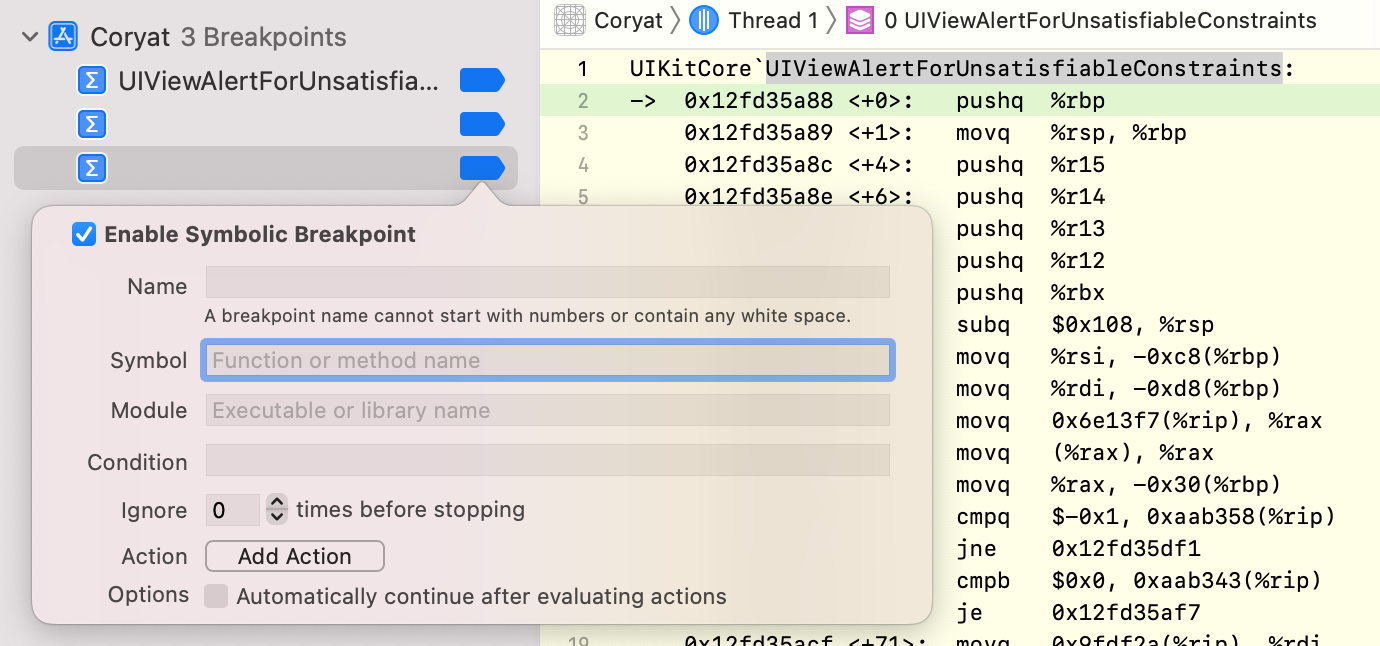 Coryat 3 Breakpoints
UIViewAlertForUnsatisfia...
Coryat Thread 1 0 UIViewAlertForUnsatisfiableConstraints
1 UIKitCore`UIViewAlertForUnsatisfiableConstraints:
2 -> 0x12fd35a88 <+0>: pushq %rbp
3 0x12fd35a89 <+1>: movq %rsp, %rbp
4 0x12fd35a8c <+4>: pushq %r15
5 0x12fd35a8e <+6>: pushq %r14
pushq %r13
pushq %r12
pushq %rbx
subq $0x108, %rsp
movq %rsi, -0xc8(%rbp)
movq %rdi, -0xd8(%rbp)
movq 0x6e13f7(%rip), %rax
movq (%rax), %rax
movq %rax, -0x30(%rbp)
cmpq $-0x1, 0xaab358(%rip)
jne 0x12fd35df1
cmpb $0x0, 0xaab343(%rip)
je 0x12fd35af7
19 0x12fd35acf <+71>: movq 0x9fdf2a(%rip), %rdi
Enable Symbolic Breakpoint
Name
A breakpoint name cannot start with numbers or contain any white space.
Symbol Function or method name
Module Executable or library name
Condition
Ignore 0 times before stopping
Action Add Action
Options Automatically continue after evaluating actions